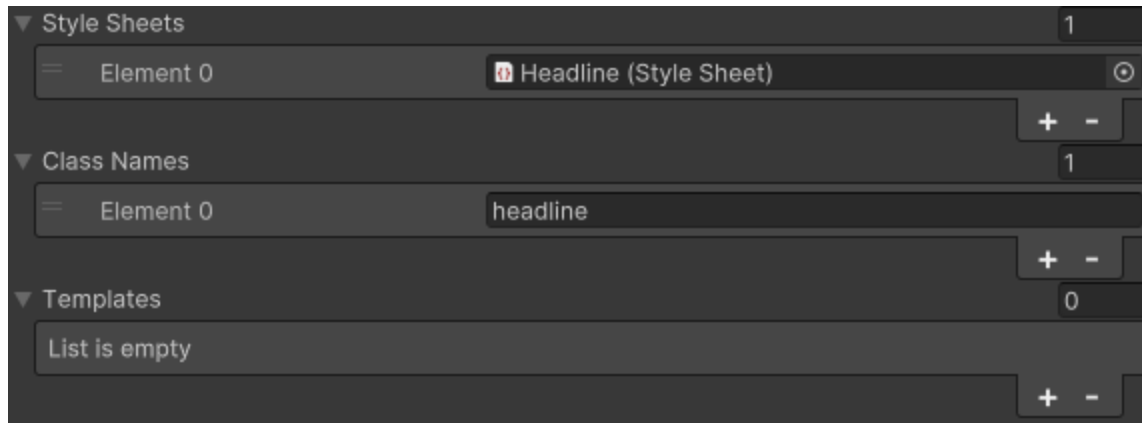 Style Sheets 1
Element 0 Headline (Style Sheet)
+ -
Class Names 1
Element 0 headline
+ -
Templates 0
List is empty
+ -